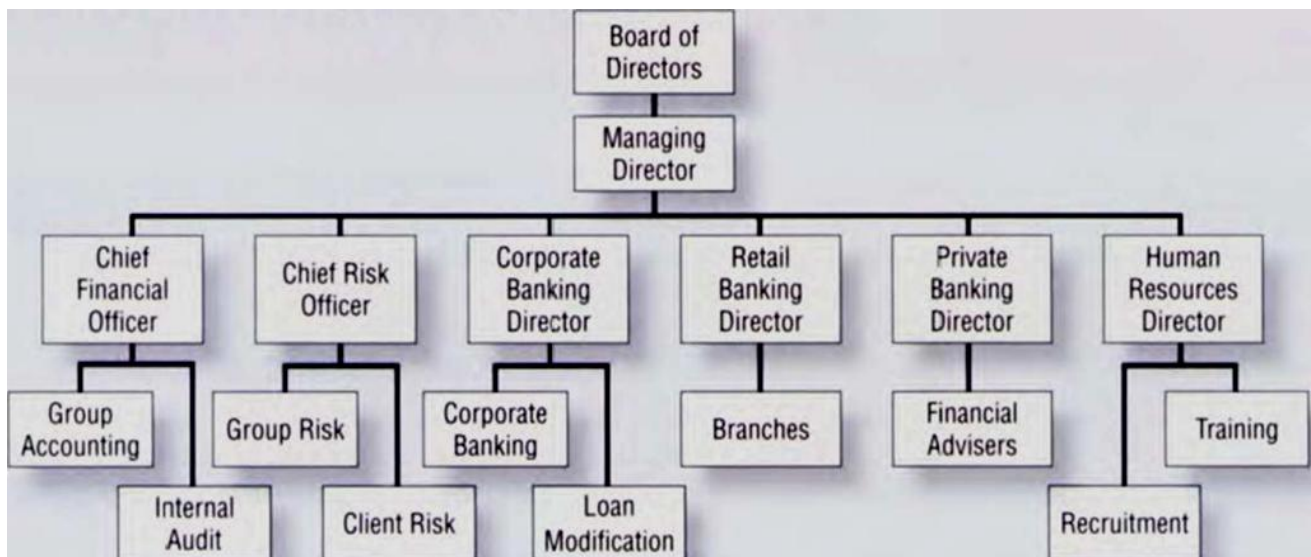 Board of
Directors
Managing
Director
Chief
Financial
Officer
Chief Risk
Officer
Corporate
Banking
Director
Retail
Banking
Director
Private
Banking
Director
Human
Resources
Director
Group
Accounting
Group Risk
Corporate
Banking
Branches
Financial
Advisers
Training
Internal
Audit
Client Risk
Loan
Modification
Recruitment